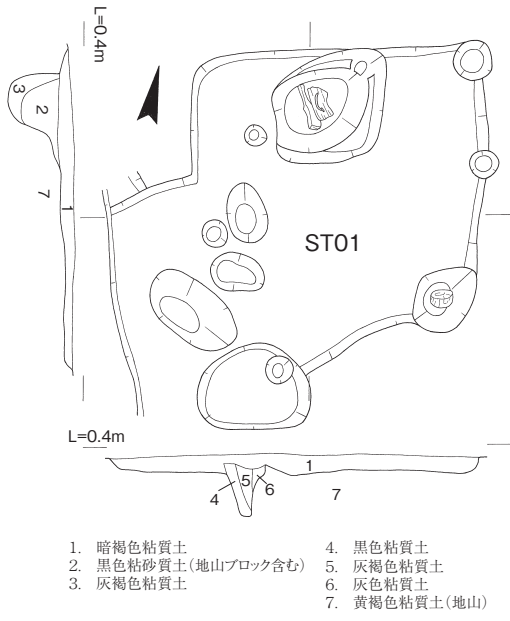 L=0.4m
3
2
7
1
ST01
L=0.4m
1
5
4
6
7
1. 暗褐色粘質土
2. 黒色粘砂質土(地山ブロック含む)
3. 灰褐色粘質土
4. 黒色粘質土
5. 灰褐色粘質土
6. 灰色粘質土
7. 黄褐色粘質土(地山)